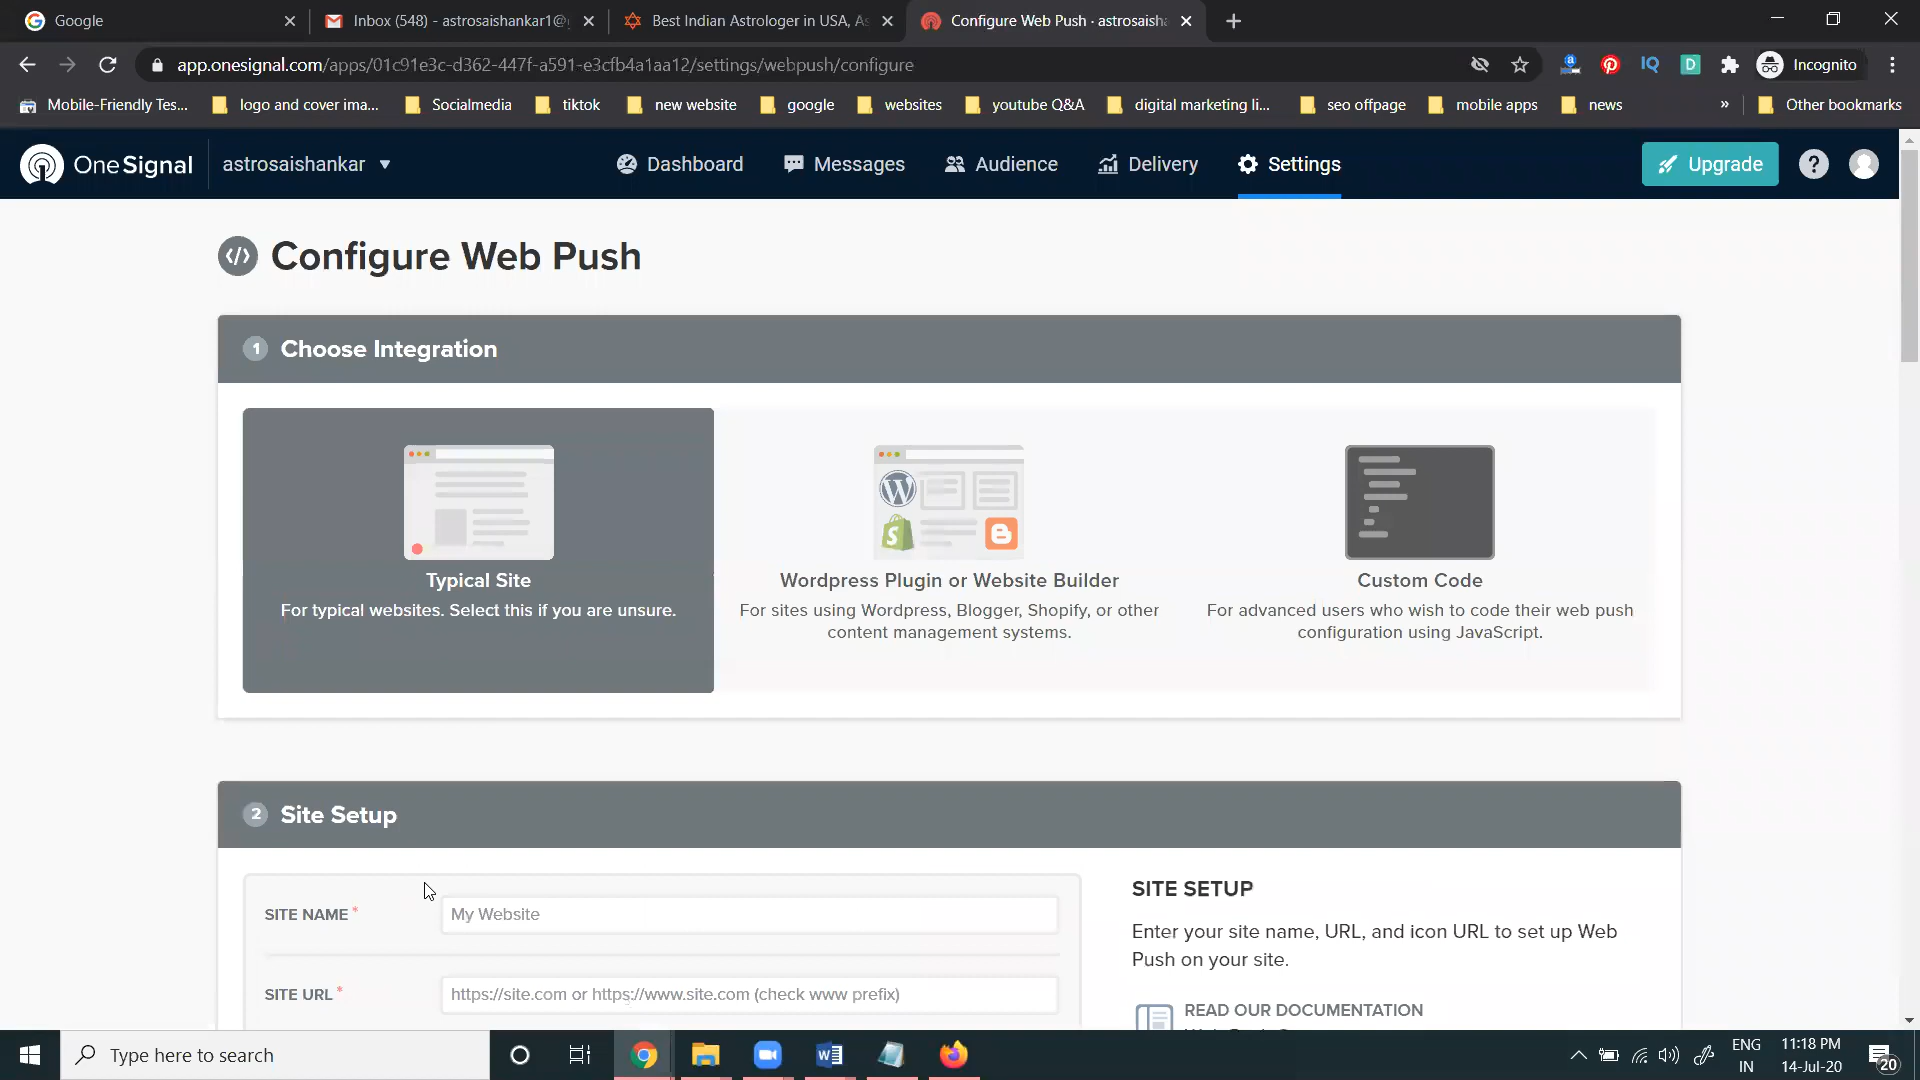 Google
Inbox (548) - astrosaishankar1@g
Best Indian Astrologer in USA, As
Configure Web Push · astrosaisha
app.onesignal.com/apps/01c91e3c-d362-447f-a591-e3cfb4a1aa12/settings/webpush/configure
Incognito
Mobile-Friendly Tes...
logo and cover ima...
Socialmedia
tiktok
new website
google
websites
youtube Q&A
digital marketing li...
seo offpage
mobile apps
news
»
Other bookmarks
OneSignal
astrosaishankar
Dashboard
Messages
Audience
Delivery
Settings
Upgrade
?
</> Configure Web Push
1 Choose Integration
Typical Site
For typical websites. Select this if you are unsure.
Wordpress Plugin or Website Builder
For sites using Wordpress, Blogger, Shopify, or other
content management systems.
Custom Code
For advanced users who wish to code their web push
configuration using JavaScript.
2 Site Setup
SITE NAME *
My Website
SITE URL *
https://site.com or https://www.site.com (check www prefix)
SITE SETUP
Enter your site name, URL, and icon URL to set up Web
Push on your site.
READ OUR DOCUMENTATION
Type here to search
ENG
IN
11:18 PM
14-Jul-20
20